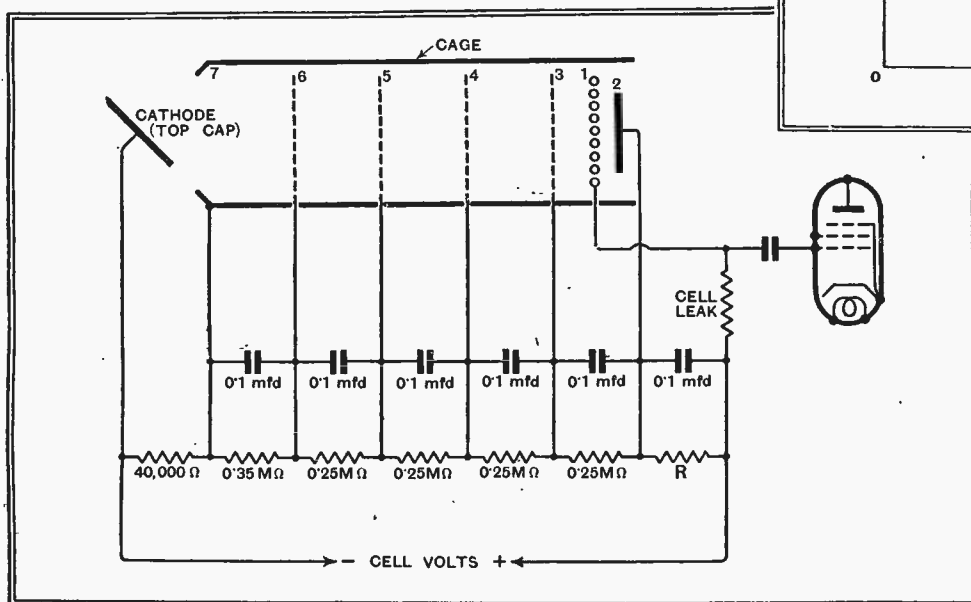 CAGE
7 6 5 4 3 1 2
O
CATHODE
(TOP CAP)
CELL
LEAK
0·1 mfd 0·1 mfd 0·1 mfd 0·1 mfd 0·1 mfd 0·1 mfd
40,000 Ω 0·35 MΩ 0·25MΩ 0·25MΩ 0·25MΩ 0·25MΩ R
− CELL VOLTS +